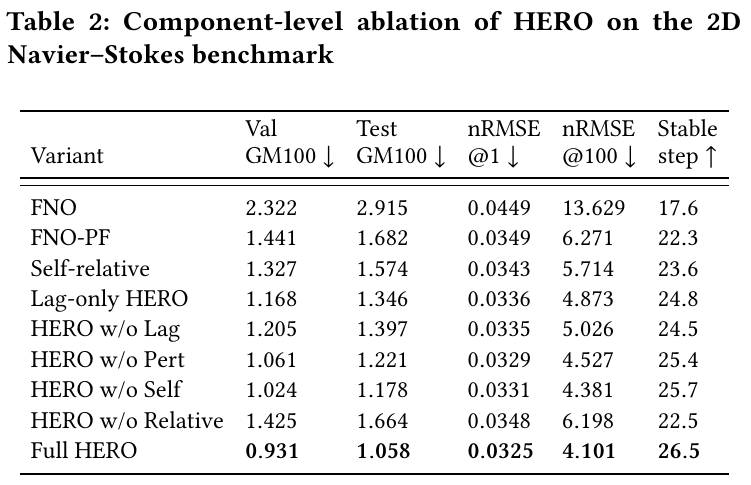 Table 2: Component-level ablation of HERO on the 2D
Navier–Stokes benchmark
Val Test nRMSE nRMSE Stable
Variant GM100 ↓ GM100 ↓ @1 ↓ @100 ↓ step ↑
FNO 2.322 2.915 0.0449 13.629 17.6
FNO-PF 1.441 1.682 0.0349 6.271 22.3
Self-relative 1.327 1.574 0.0343 5.714 23.6
Lag-only HERO 1.168 1.346 0.0336 4.873 24.8
HERO w/o Lag 1.205 1.397 0.0335 5.026 24.5
HERO w/o Pert 1.061 1.221 0.0329 4.527 25.4
HERO w/o Self 1.024 1.178 0.0331 4.381 25.7
HERO w/o Relative 1.425 1.664 0.0348 6.198 22.5
Full HERO 0.931 1.058 0.0325 4.101 26.5